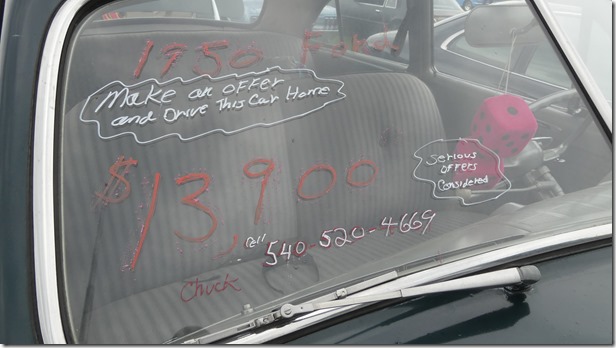 1950 Ford
Make an OFFER
and Drive This Car Home
$13,900
Serious
OFFers
Considered
Call 540-520-4669
Chuck